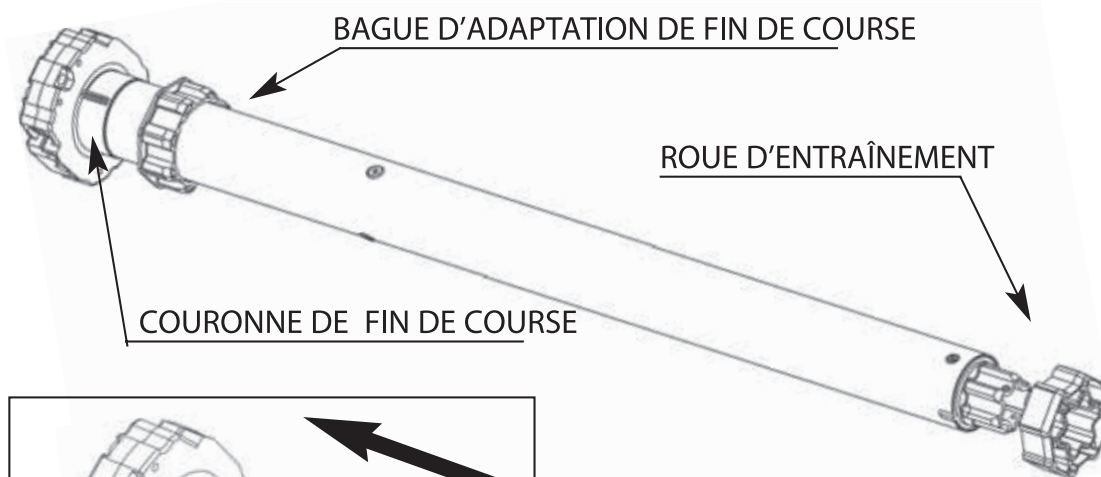 BAGUE D’ADAPTATION DE FIN DE COURSE
ROUE D’ENTRAÎNEMENT
COURONNE DE FIN DE COURSE